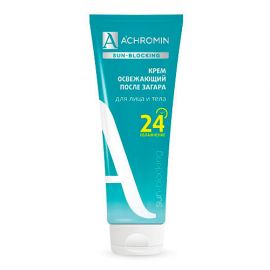 A
ACHROMIN
SUN-BLOCKING
КРЕМ
ОСВЕЖАЮЩИЙ
ПОСЛЕ ЗАГАРА
для лица и тела
24
УВЛАЖНЕНИЕ
sun-blocking